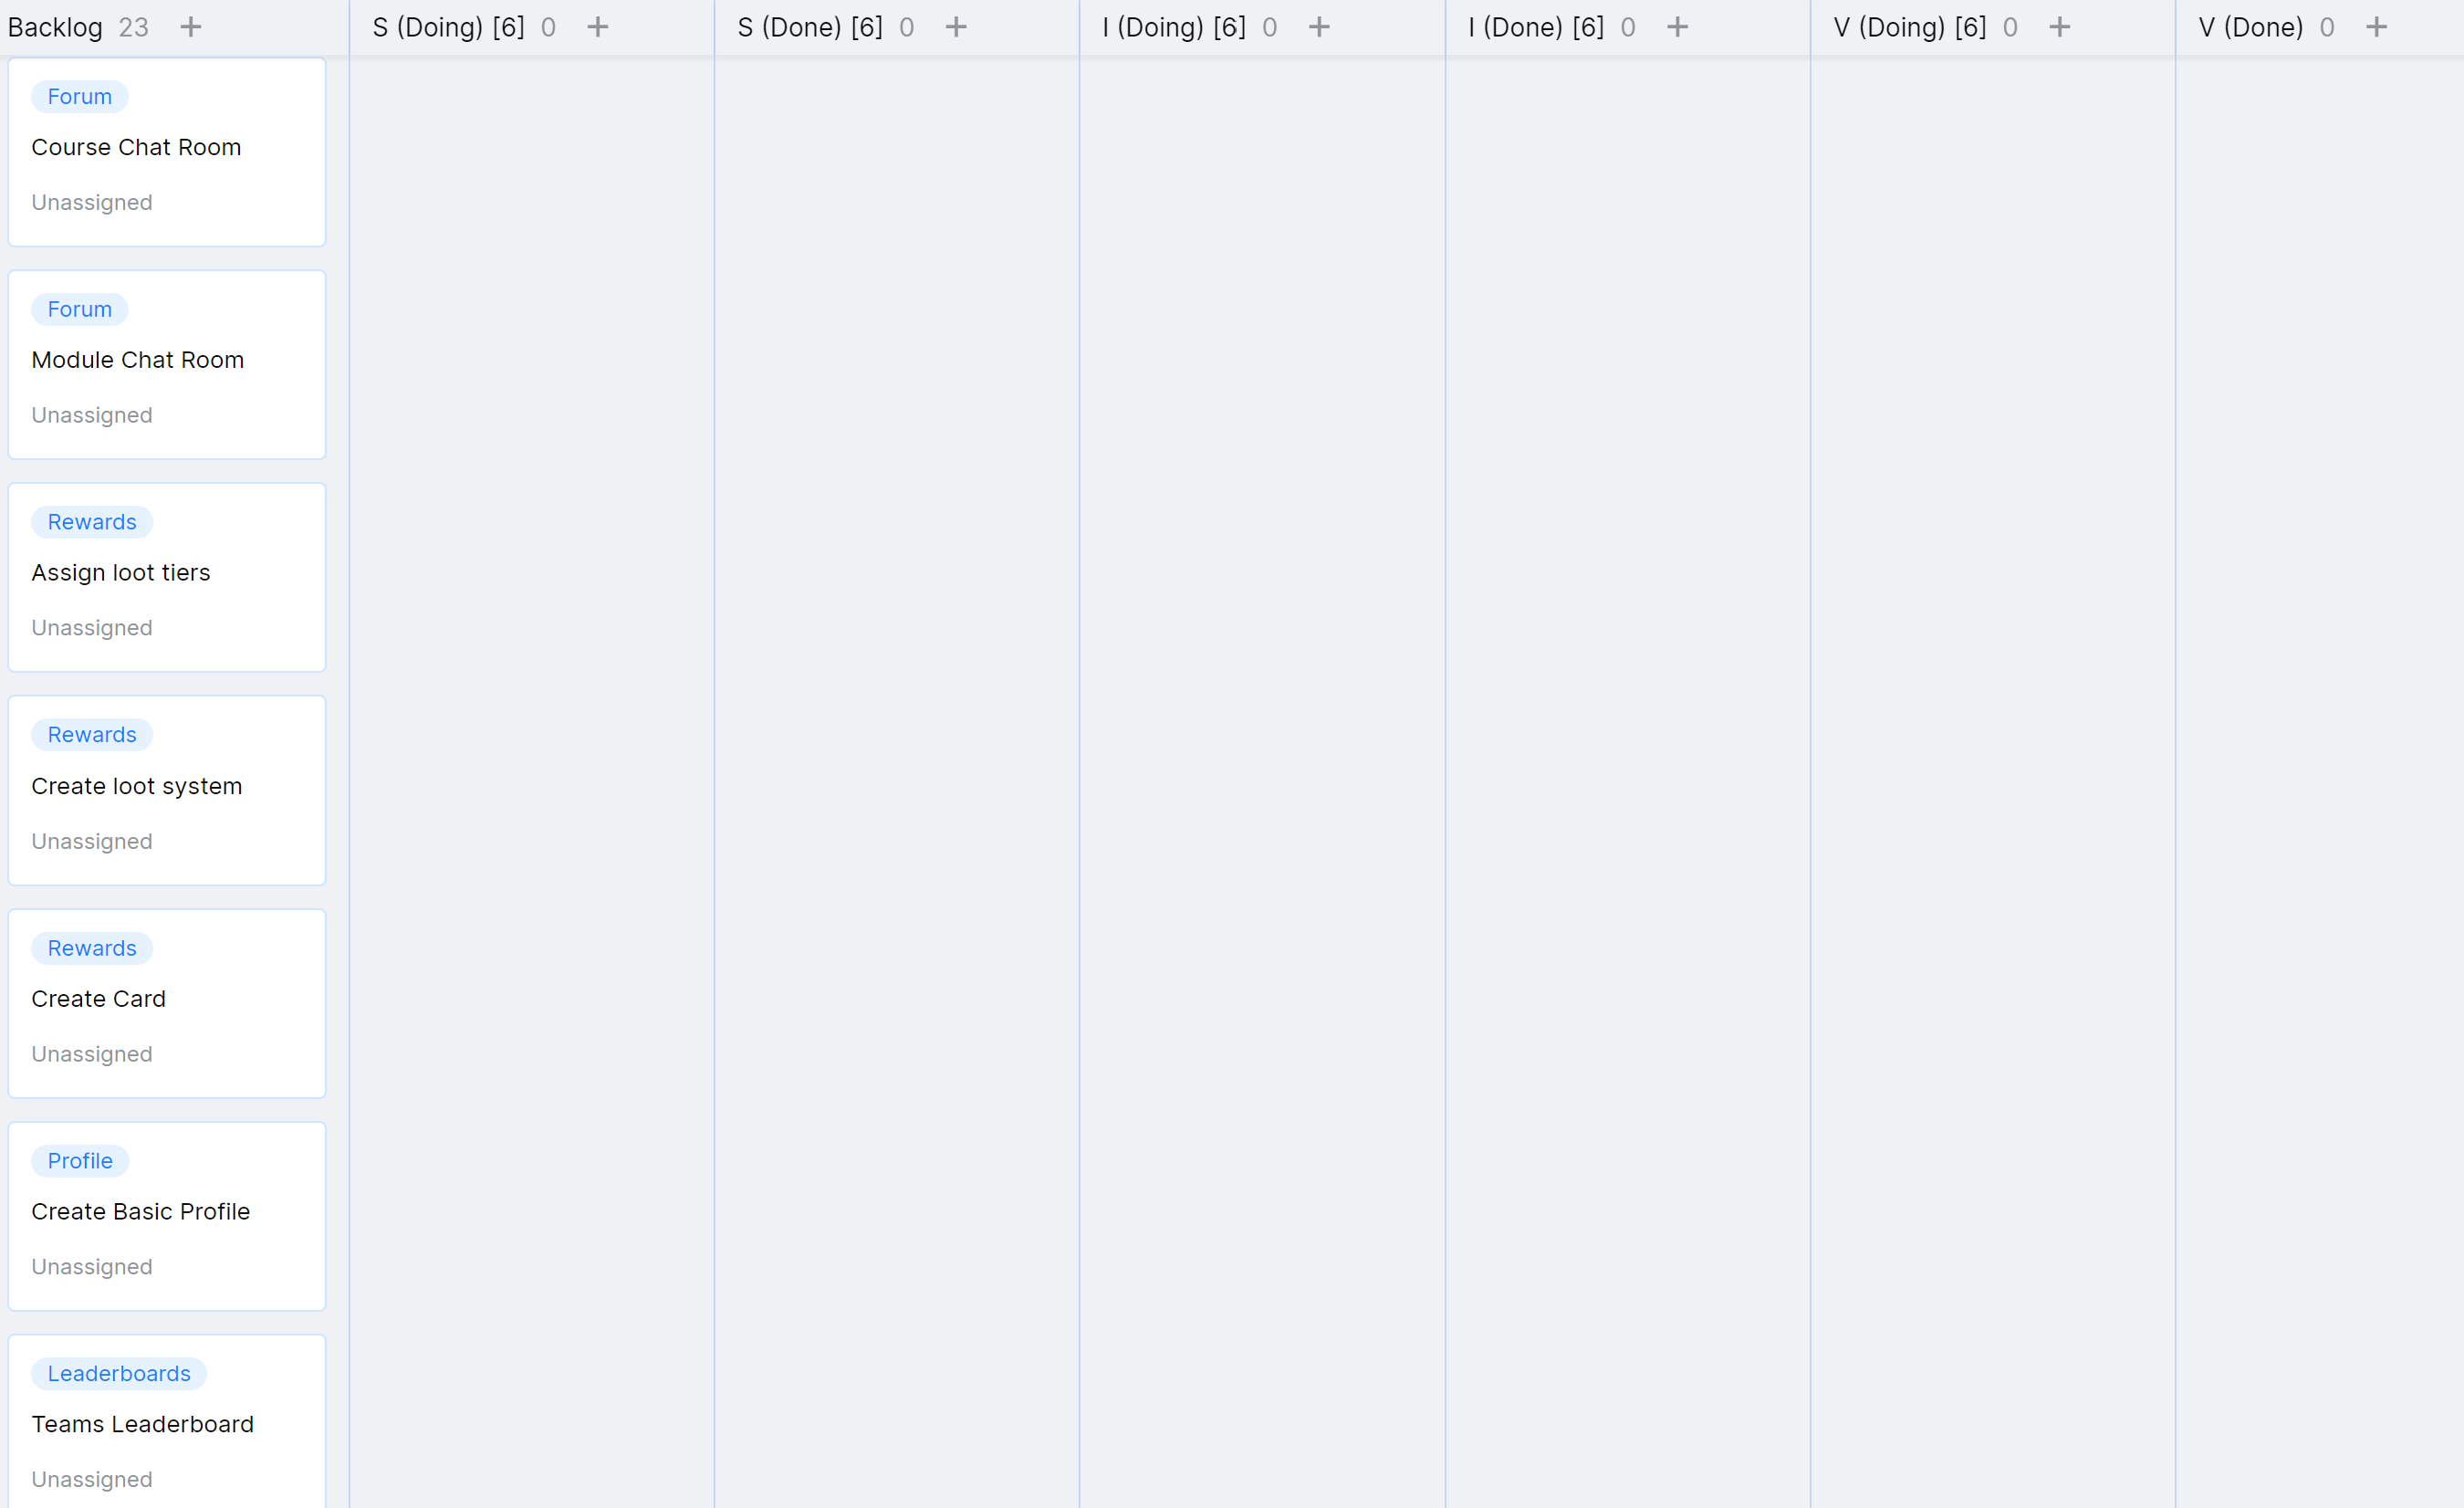 Backlog 23 +
S (Doing) [6] 0 +
S (Done) [6] 0 +
I (Doing) [6] 0 +
I (Done) [6] 0 +
V (Doing) [6] 0 +
V (Done) 0 +
Forum
Course Chat Room
Unassigned
Forum
Module Chat Room
Unassigned
Rewards
Assign loot tiers
Unassigned
Rewards
Create loot system
Unassigned
Rewards
Create Card
Unassigned
Profile
Create Basic Profile
Unassigned
Leaderboards
Teams Leaderboard
Unassigned